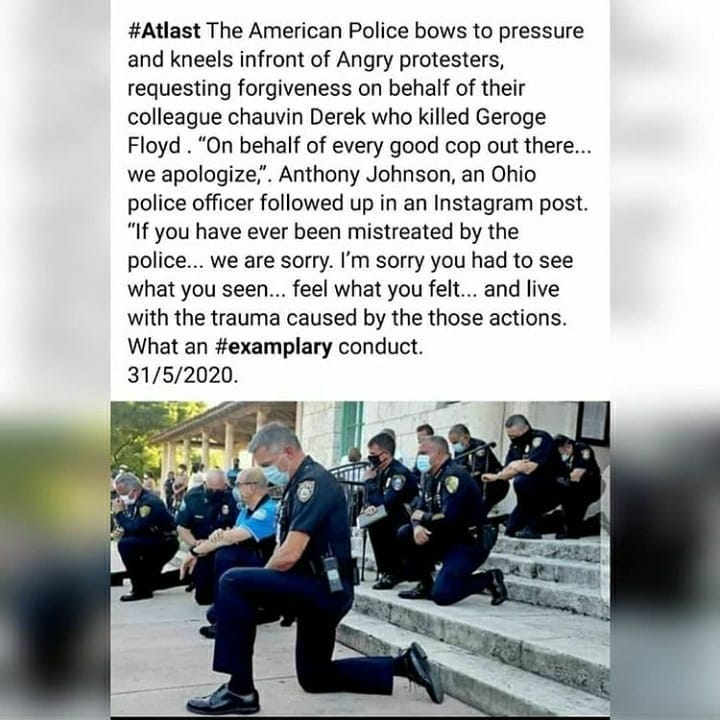 #Atlast The American Police bows to pressure
and kneels infront of Angry protesters,
requesting forgiveness on behalf of their
colleague chauvin Derek who killed Geroge
Floyd . “On behalf of every good cop out there...
we apologize,”. Anthony Johnson, an Ohio
police officer followed up in an Instagram post.
“If you have ever been mistreated by the
police... we are sorry. I’m sorry you had to see
what you seen... feel what you felt... and live
with the trauma caused by the those actions.
What an #examplary conduct.
31/5/2020.